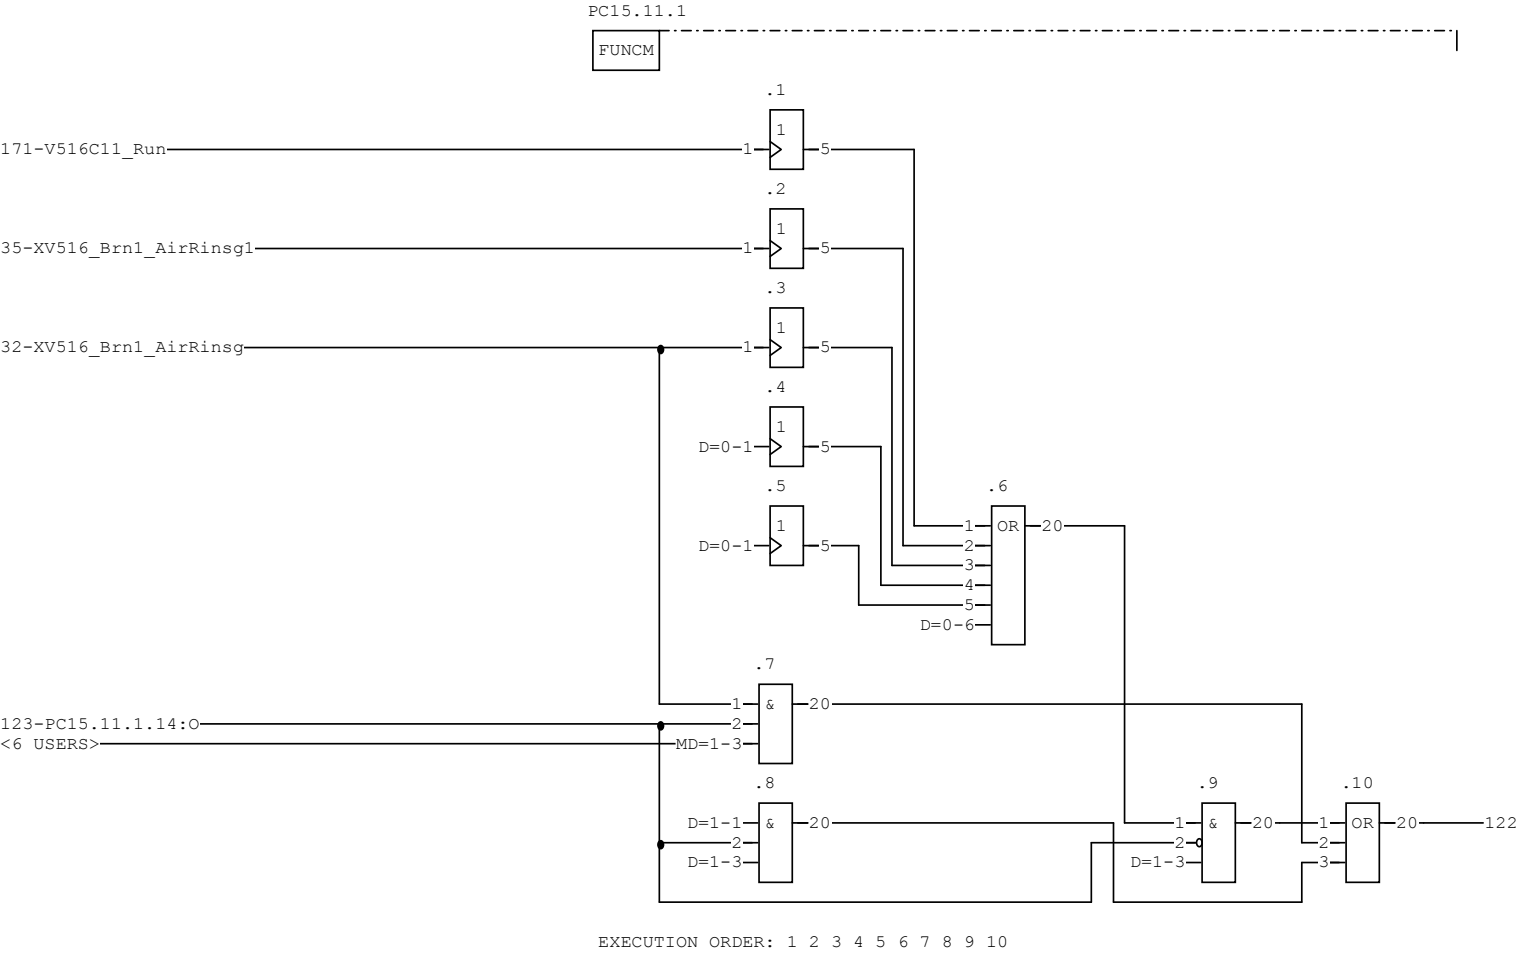 PC15.11.1
FUNCM
.1
1
171-V516C11_Run 1 5
.2
1
35-XV516_Brn1_AirRinsg1 1 5
.3
1
32-XV516_Brn1_AirRinsg 1 5
.4
1
D=0-1 5
.5 .6
1 1 OR 20
D=0-1 5 2
3
4
5
D=0-6
.7
1 & 20
123-PC15.11.1.14:O 2
<6 USERS> MD=1-3
.8 .9 .10
D=1-1 & 20 1 & 20 1 OR 20 122
2 2 2
D=1-3 D=1-3 3
EXECUTION ORDER: 1 2 3 4 5 6 7 8 9 10